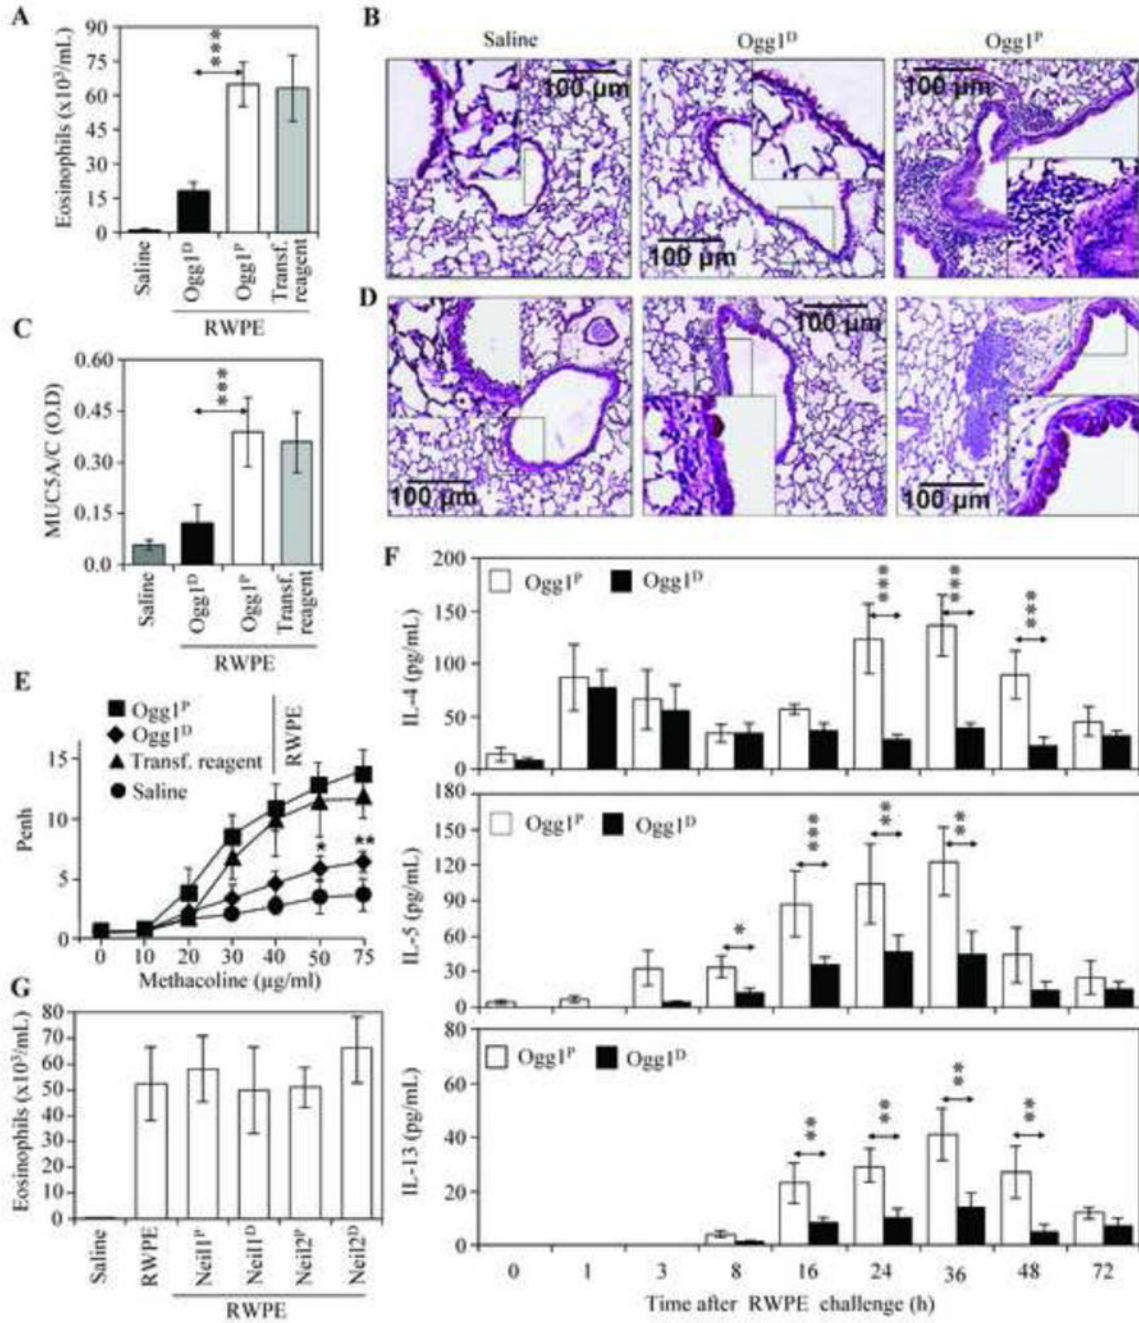 A
Eosinophils (x10³/mL)
90
75
60
45
30
15
0
***
Saline
Ogg1ᴰ
Ogg1ᴾ
Transf. reagent
RWPE
B
Saline
Ogg1ᴰ
Ogg1ᴾ
100 µm
100 µm
100 µm
100 µm
C
MUC5A/C (O.D)
0.60
0.45
0.30
0.15
0.0
***
Saline
Ogg1ᴰ
Ogg1ᴾ
Transf. reagent
RWPE
D
100 µm
100 µm
100 µm
100 µm
E
Ogg1ᴾ
Ogg1ᴰ
Transf. reagent
Saline
RWPE
Penh
15
10
5
0
*
**
0 10 20 30 40 50 75
Methacoline (µg/ml)
F
Ogg1ᴾ Ogg1ᴰ
IL-4 (pg/mL)
200
150
100
50
0
*** *** ***
Ogg1ᴾ Ogg1ᴰ
IL-5 (pg/mL)
180
150
120
90
60
30
0
* *** ** **
Ogg1ᴾ Ogg1ᴰ
IL-13 (pg/mL)
80
60
40
20
0
** ** ** **
0 1 3 8 16 24 36 48 72
Time after RWPE challenge (h)
G
Eosinophils (x10³/mL)
80
70
60
50
40
30
20
10
0
Saline
RWPE
Neil1ᴾ
Neil1ᴰ
Neil2ᴾ
Neil2ᴰ
RWPE